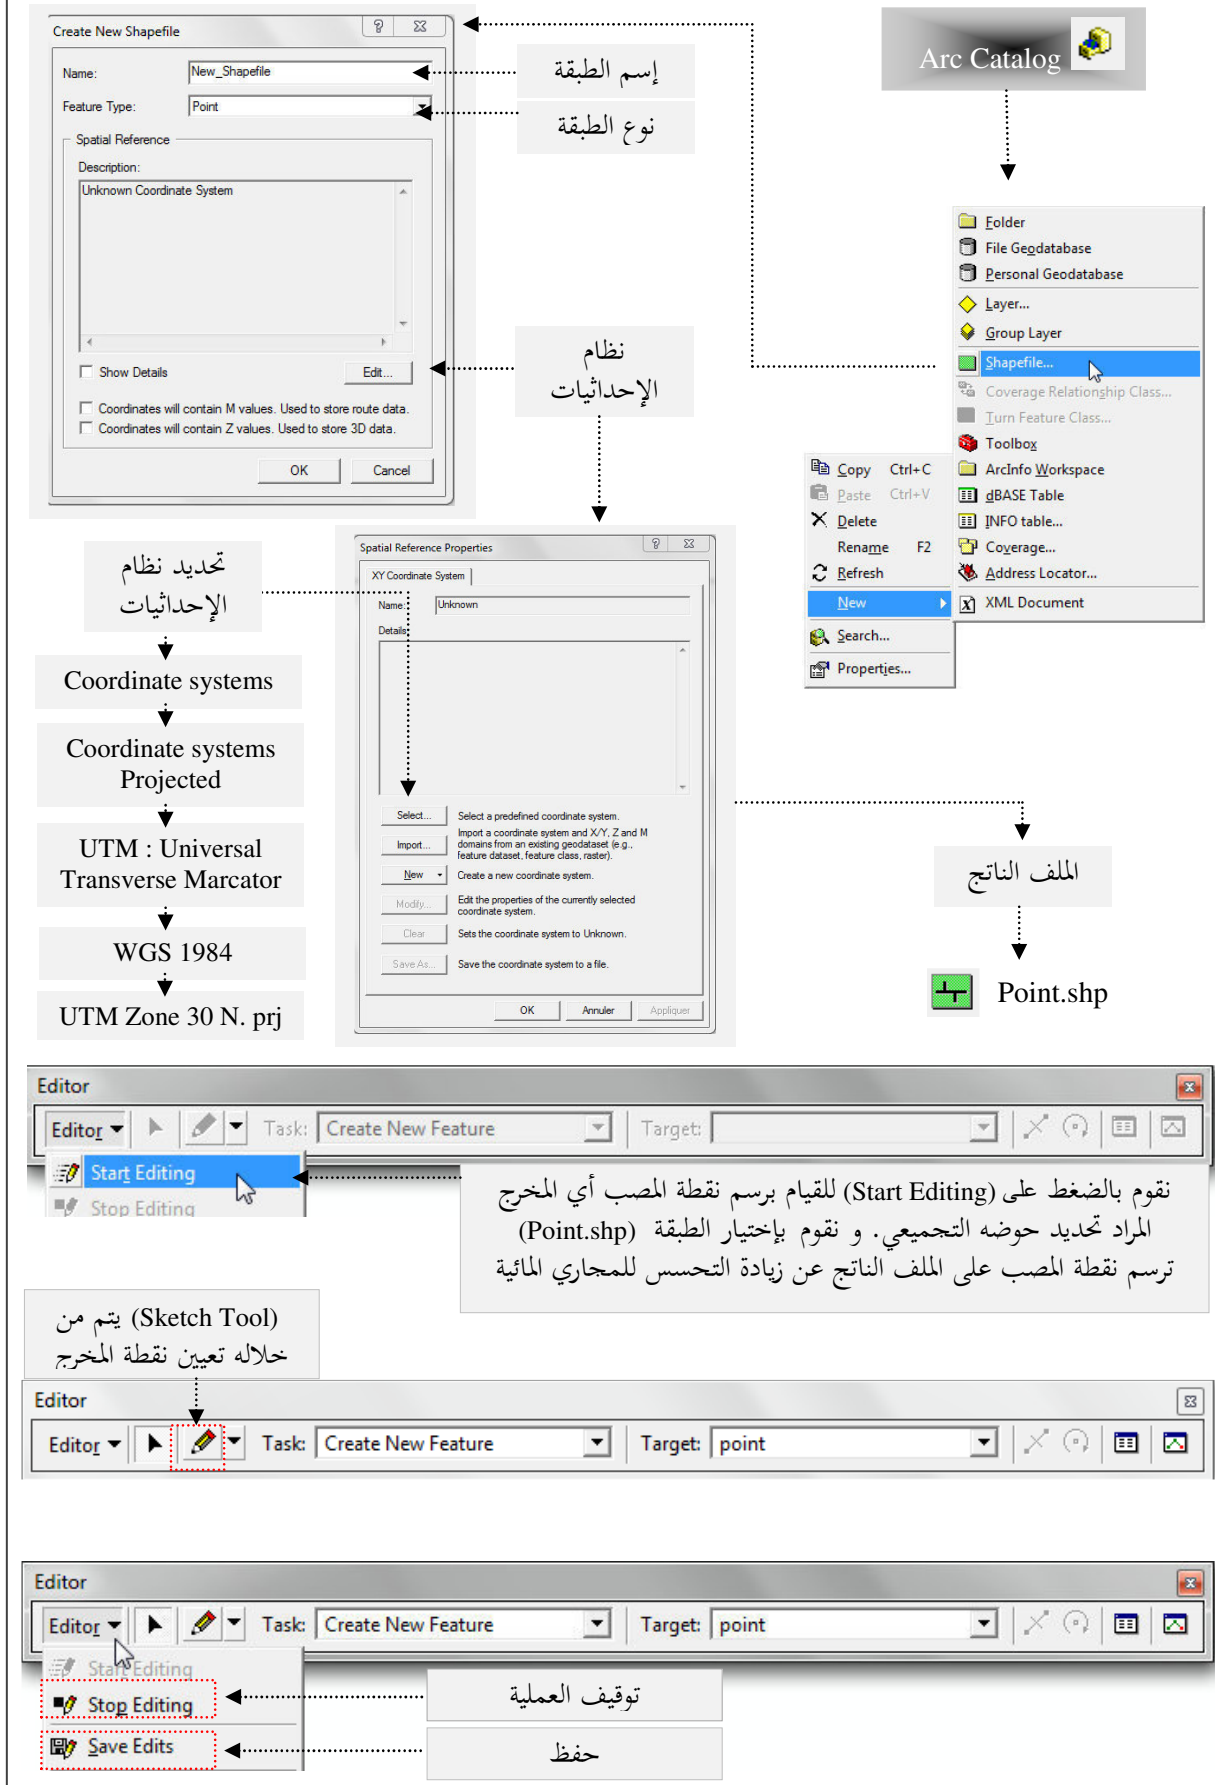 Create New Shapefile
Name:
New_Shapefile
Feature Type:
Point
Spatial Reference
Description:
Unknown Coordinate System
Show Details
Edit...
Coordinates will contain M values. Used to store route data.
Coordinates will contain Z values. Used to store 3D data.
OK
Cancel
إسم الطبقة
نوع الطبقة
نظام
الإحداثيات
Arc Catalog
Folder
File Geodatabase
Personal Geodatabase
Layer...
Group Layer
Shapefile...
Coverage Relationship Class...
Turn Feature Class...
Toolbox
ArcInfo Workspace
dBASE Table
INFO table...
Coverage...
Address Locator...
XML Document
Copy Ctrl+C
Paste Ctrl+V
Delete
Rename F2
Refresh
New
Search...
Properties...
تحديد نظام
الإحداثيات
Coordinate systems
Coordinate systems
Projected
UTM : Universal
Transverse Marcator
WGS 1984
UTM Zone 30 N. prj
Spatial Reference Properties
XY Coordinate System
Name:
Unknown
Details:
Select...
Select a predefined coordinate system.
Import...
Import a coordinate system and X/Y, Z and M
domains from an existing geodataset (e.g.,
feature dataset, feature class, raster).
New
Create a new coordinate system.
Modify...
Edit the properties of the currently selected
coordinate system.
Clear
Sets the coordinate system to Unknown.
Save As...
Save the coordinate system to a file.
OK
Annuler
Appliquer
الملف الناتج
Point.shp
Editor
Editor
Task:
Create New Feature
Target:
Start Editing
Stop Editing
نقوم بالضغط على (Start Editing) للقيام برسم نقطة المصب أي المخرج
المراد تحديد حوضه التجميعي. و نقوم بإختيار الطبقة (Point.shp)
ترسم نقطة المصب على الملف الناتج عن زيادة التحسس للمجاري المائية
(Sketch Tool) يتم من
خلاله تعيين نقطة المخرج
Editor
Editor
Task:
Create New Feature
Target:
point
Editor
Editor
Task:
Create New Feature
Target:
point
Start Editing
Stop Editing
Save Edits
توقيف العملية
حفظ